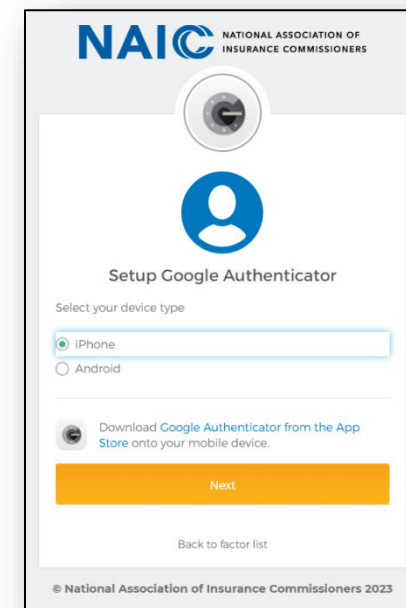 NAIC NATIONAL ASSOCIATION OF
INSURANCE COMMISSIONERS
Setup Google Authenticator
Select your device type
iPhone
Android
Download Google Authenticator from the App
Store onto your mobile device.
Next
Back to factor list
© National Association of Insurance Commissioners 2023